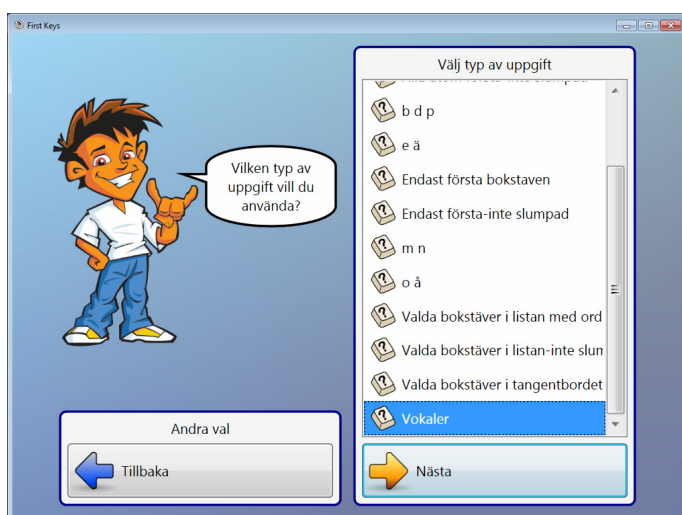 First Keys
Välj typ av uppgift
b d p
e ä
Endast första bokstaven
Endast första-inte slumpad
m n
o å
Valda bokstäver i listan med ord
Valda bokstäver i listan-inte slun
Valda bokstäver i tangentbordet
Vokaler
Nästa
Vilken typ av
uppgift vill du
använda?
Andra val
Tillbaka